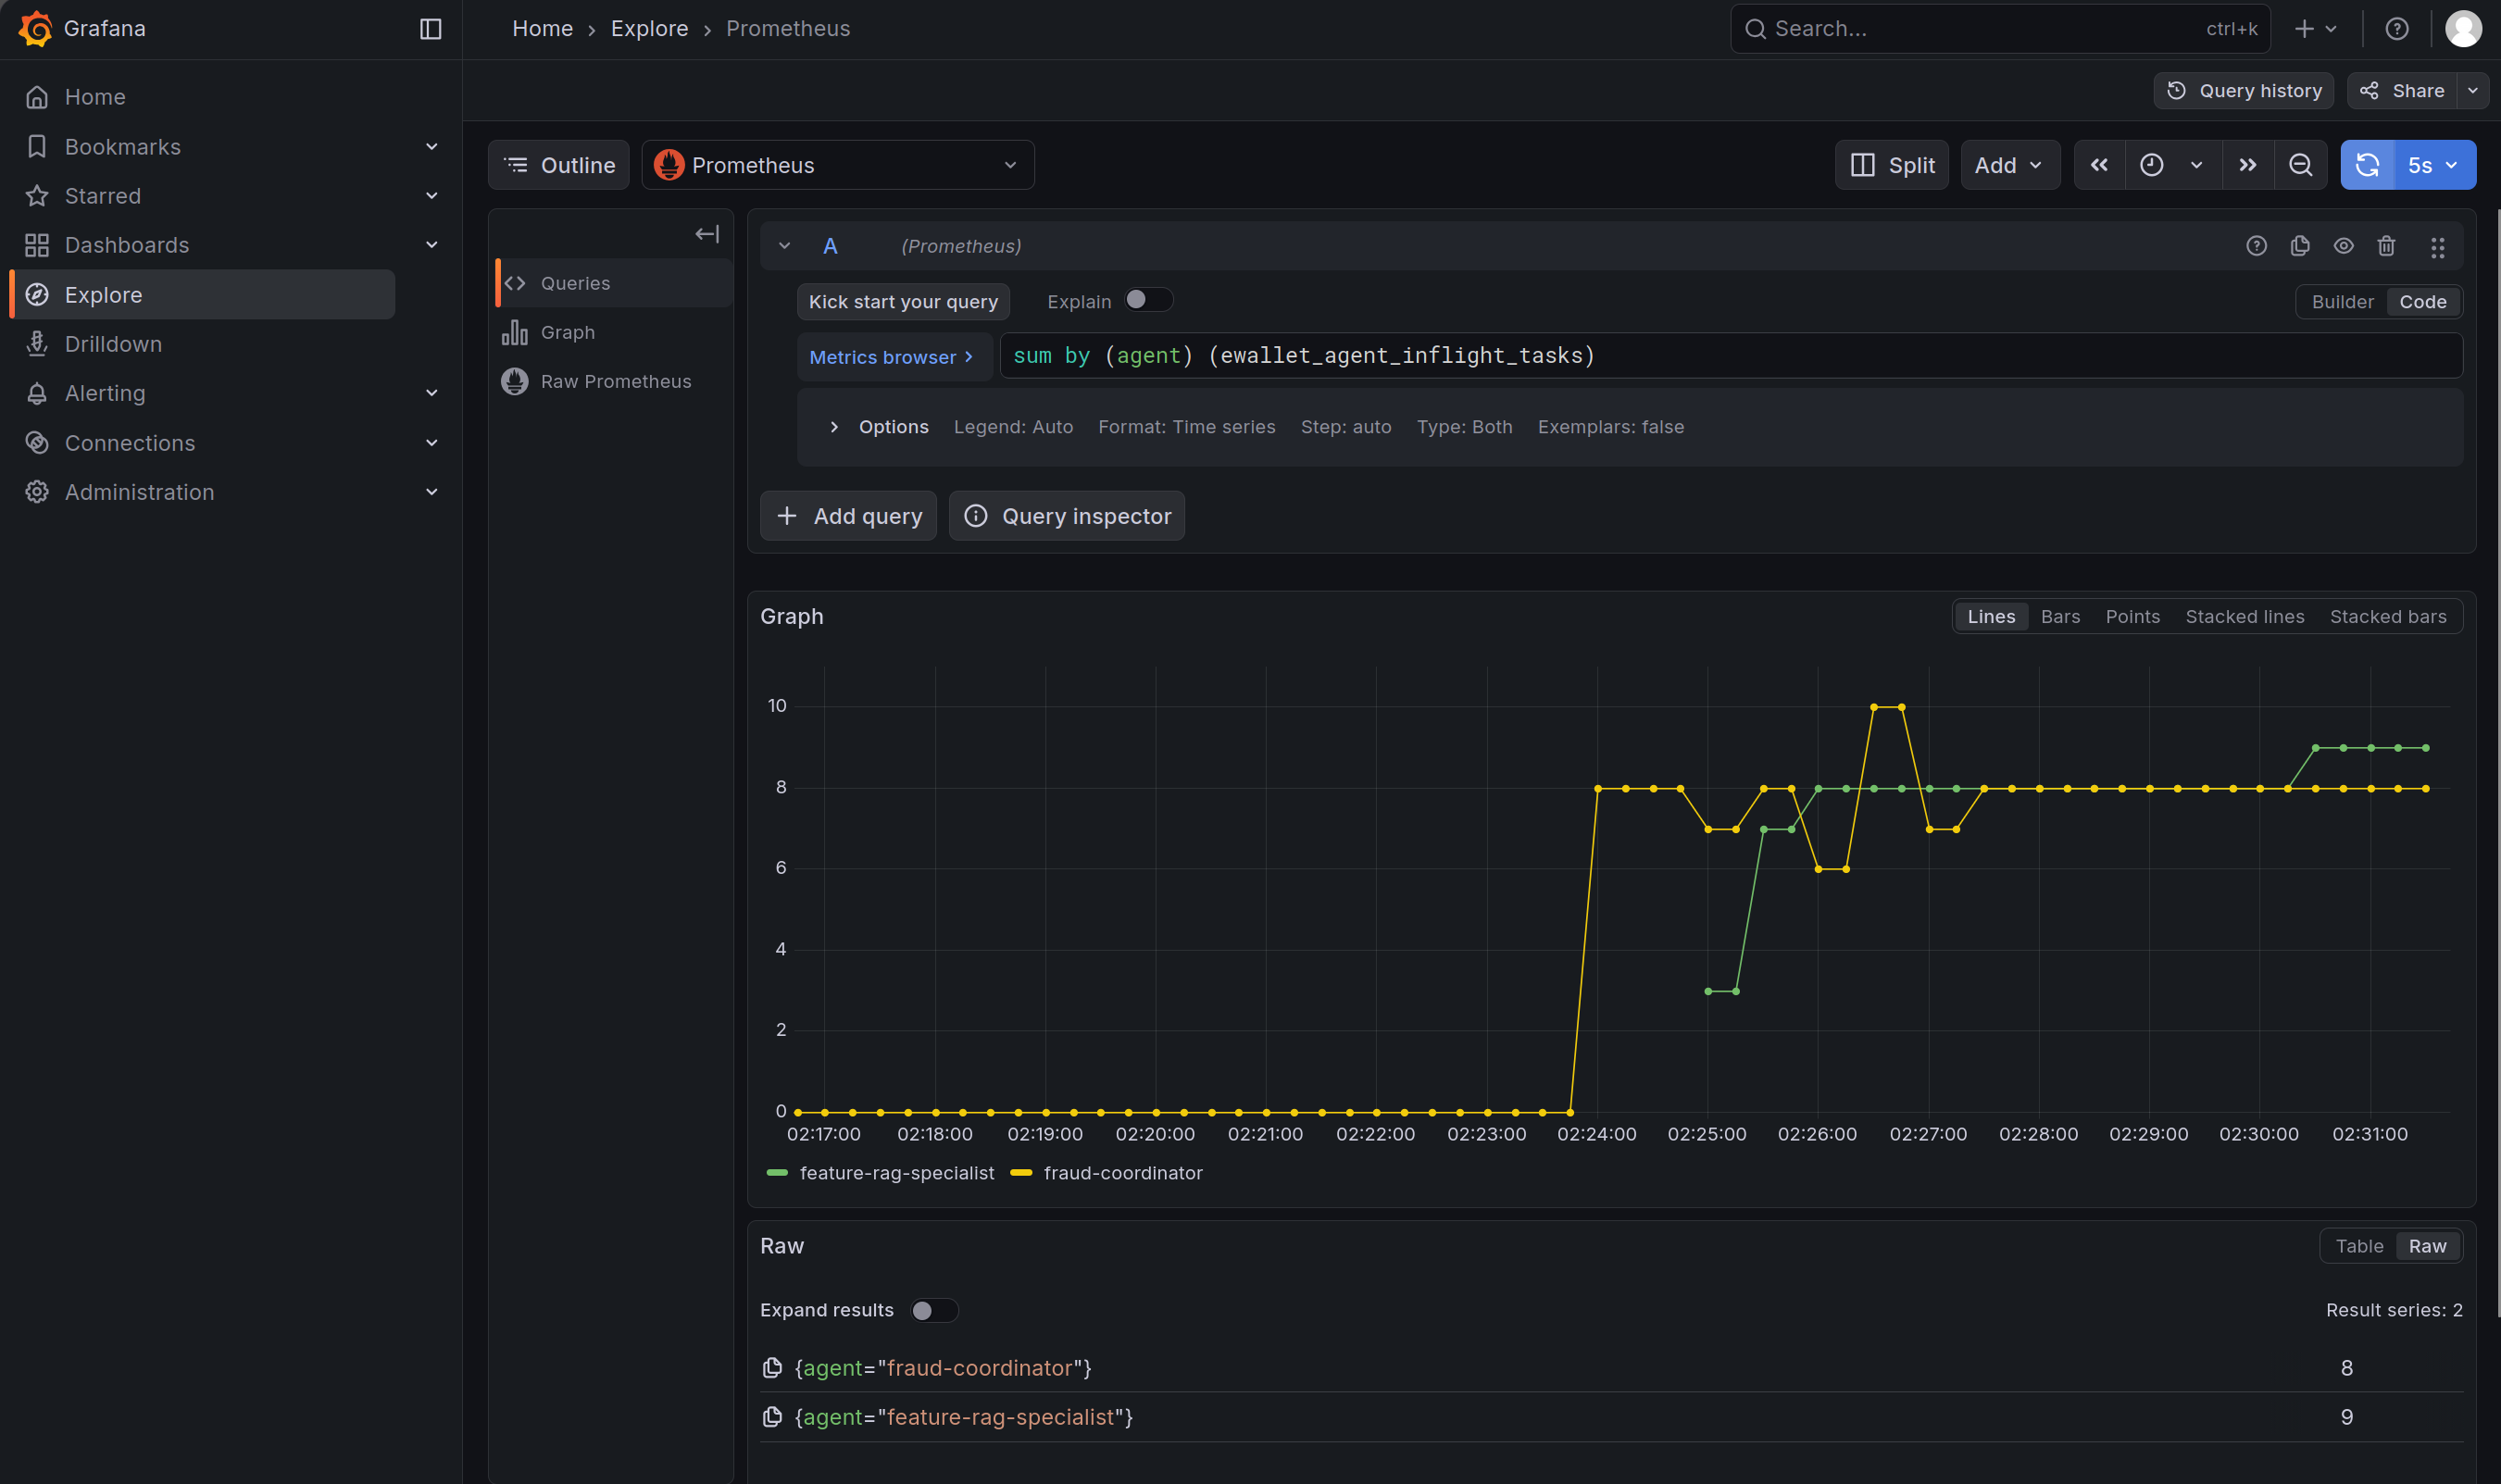 Grafana
Home › Explore › Prometheus
Search...
ctrl+k
Home
Bookmarks
Starred
Dashboards
Explore
Drilldown
Alerting
Connections
Administration
Query history
Share
Outline
Prometheus
Split
Add
5s
Queries
Graph
Raw Prometheus
A
(Prometheus)
Kick start your query
Explain
Builder
Code
Metrics browser
sum by (agent) (ewallet_agent_inflight_tasks)
Options
Legend: Auto
Format: Time series
Step: auto
Type: Both
Exemplars: false
Add query
Query inspector
Graph
Lines
Bars
Points
Stacked lines
Stacked bars
10
8
6
4
2
0
02:17:00
02:18:00
02:19:00
02:20:00
02:21:00
02:22:00
02:23:00
02:24:00
02:25:00
02:26:00
02:27:00
02:28:00
02:29:00
02:30:00
02:31:00
feature-rag-specialist
fraud-coordinator
Raw
Table
Raw
Expand results
Result series: 2
{agent="fraud-coordinator"}
8
{agent="feature-rag-specialist"}
9